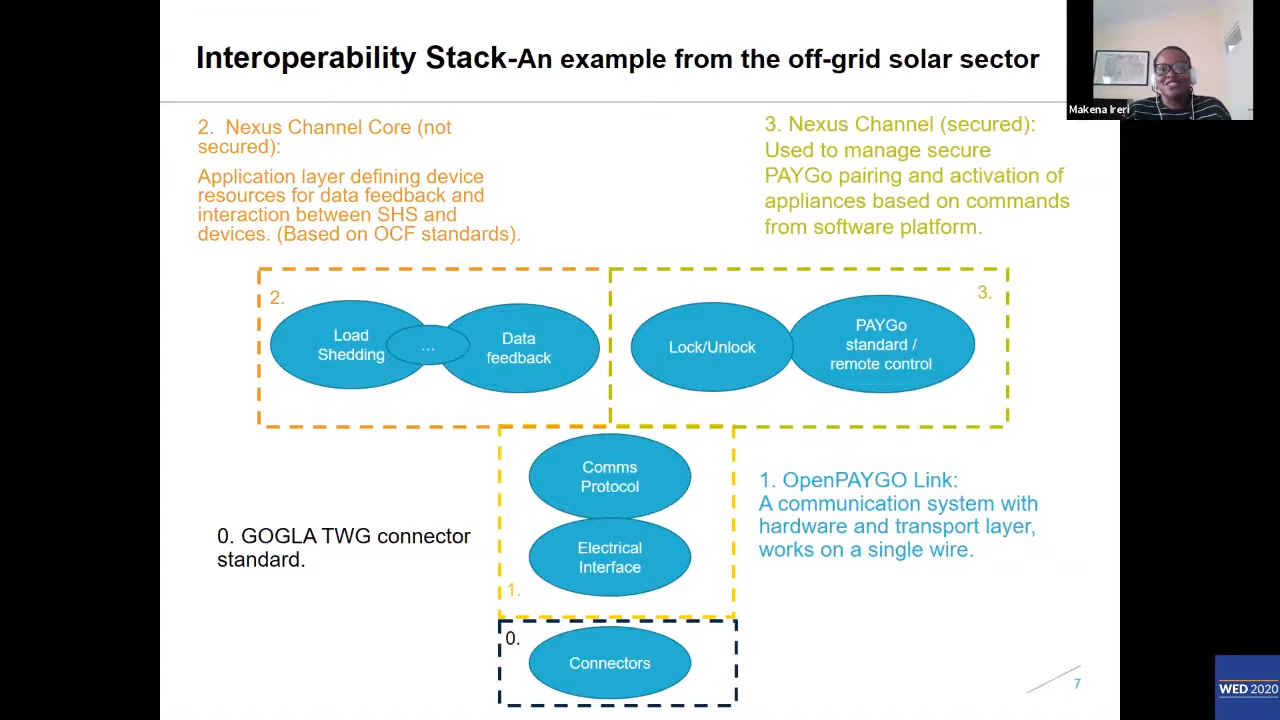 Interoperability Stack-An example from the off-grid solar sector
Makena Ireri
2. Nexus Channel Core (not
secured):
Application layer defining device
resources for data feedback and
interaction between SHS and
devices. (Based on OCF standards).
3. Nexus Channel (secured):
Used to manage secure
PAYGo pairing and activation of
appliances based on commands
from software platform.
2.
Load
Shedding
...
Data
feedback
3.
Lock/Unlock
PAYGo
standard /
remote control
Comms
Protocol
Electrical
Interface
1.
1. OpenPAYGO Link:
A communication system with
hardware and transport layer,
works on a single wire.
0. GOGLA TWG connector
standard.
0.
Connectors
7
WED 2020